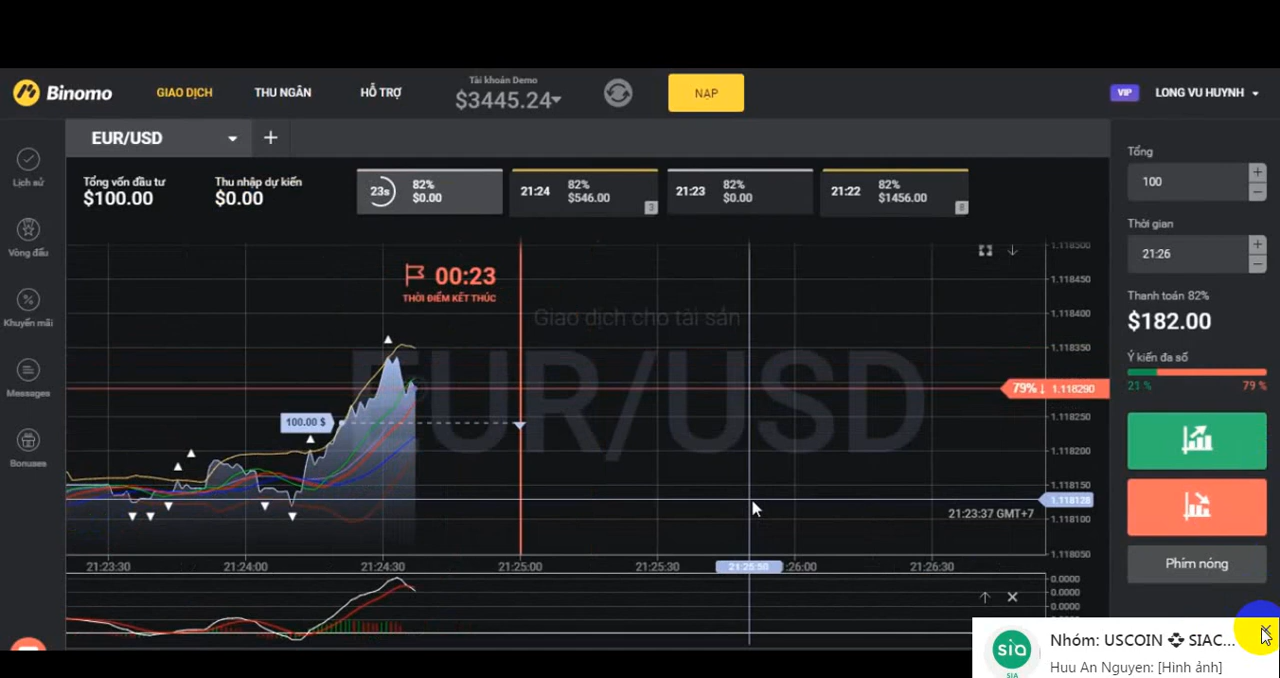 Binomo
GIAO DỊCH
THU NGÂN
HỖ TRỢ
Tài khoản Demo
$3445.24
NẠP
VIP
LONG VU HUYNH
EUR/USD
+
Lịch sử
Vòng đấu
Khuyến mãi
Messages
Bonuses
Tổng vốn đầu tư
$100.00
Thu nhập dự kiến
$0.00
23s
82%
$0.00
21:24
82%
$546.00
3
21:23
82%
$0.00
21:22
82%
$1456.00
8
00:23
THỜI ĐIỂM KẾT THÚC
Giao dịch cho tài sản
EUR/USD
100.00 $
1.118500
1.118450
1.118400
1.118350
79%↓ 1.118290
1.118250
1.118200
1.118150
1.118128
1.118100
1.118050
21:23:37 GMT+7
21:23:30
21:24:00
21:24:30
21:25:00
21:25:30
21:25:50
21:26:00
21:26:30
0.0000
0.0000
0.0000
Tổng
100
Thời gian
21:26
Thanh toán 82%
$182.00
Ý kiến đa số
21 %
79 %
Phím nóng
sia
SIA
Nhóm: USCOIN 💠 SIAC...
Huu An Nguyen: [Hình ảnh]